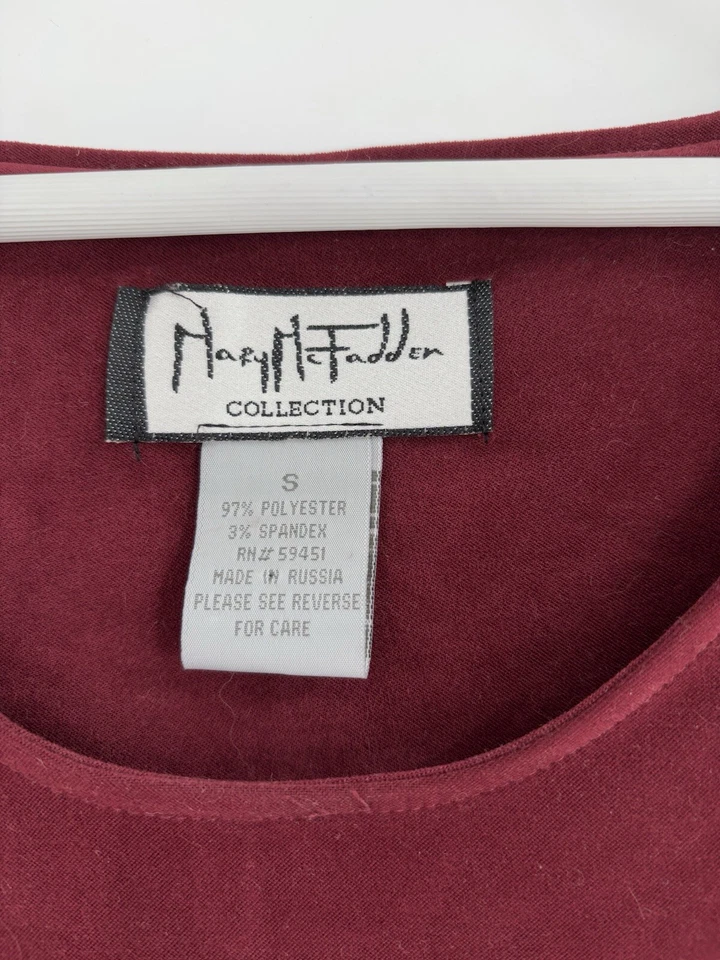 Mary McFadden
COLLECTION
S
97% POLYESTER
3% SPANDEX
RN# 59451
MADE IN RUSSIA
PLEASE SEE REVERSE
FOR CARE